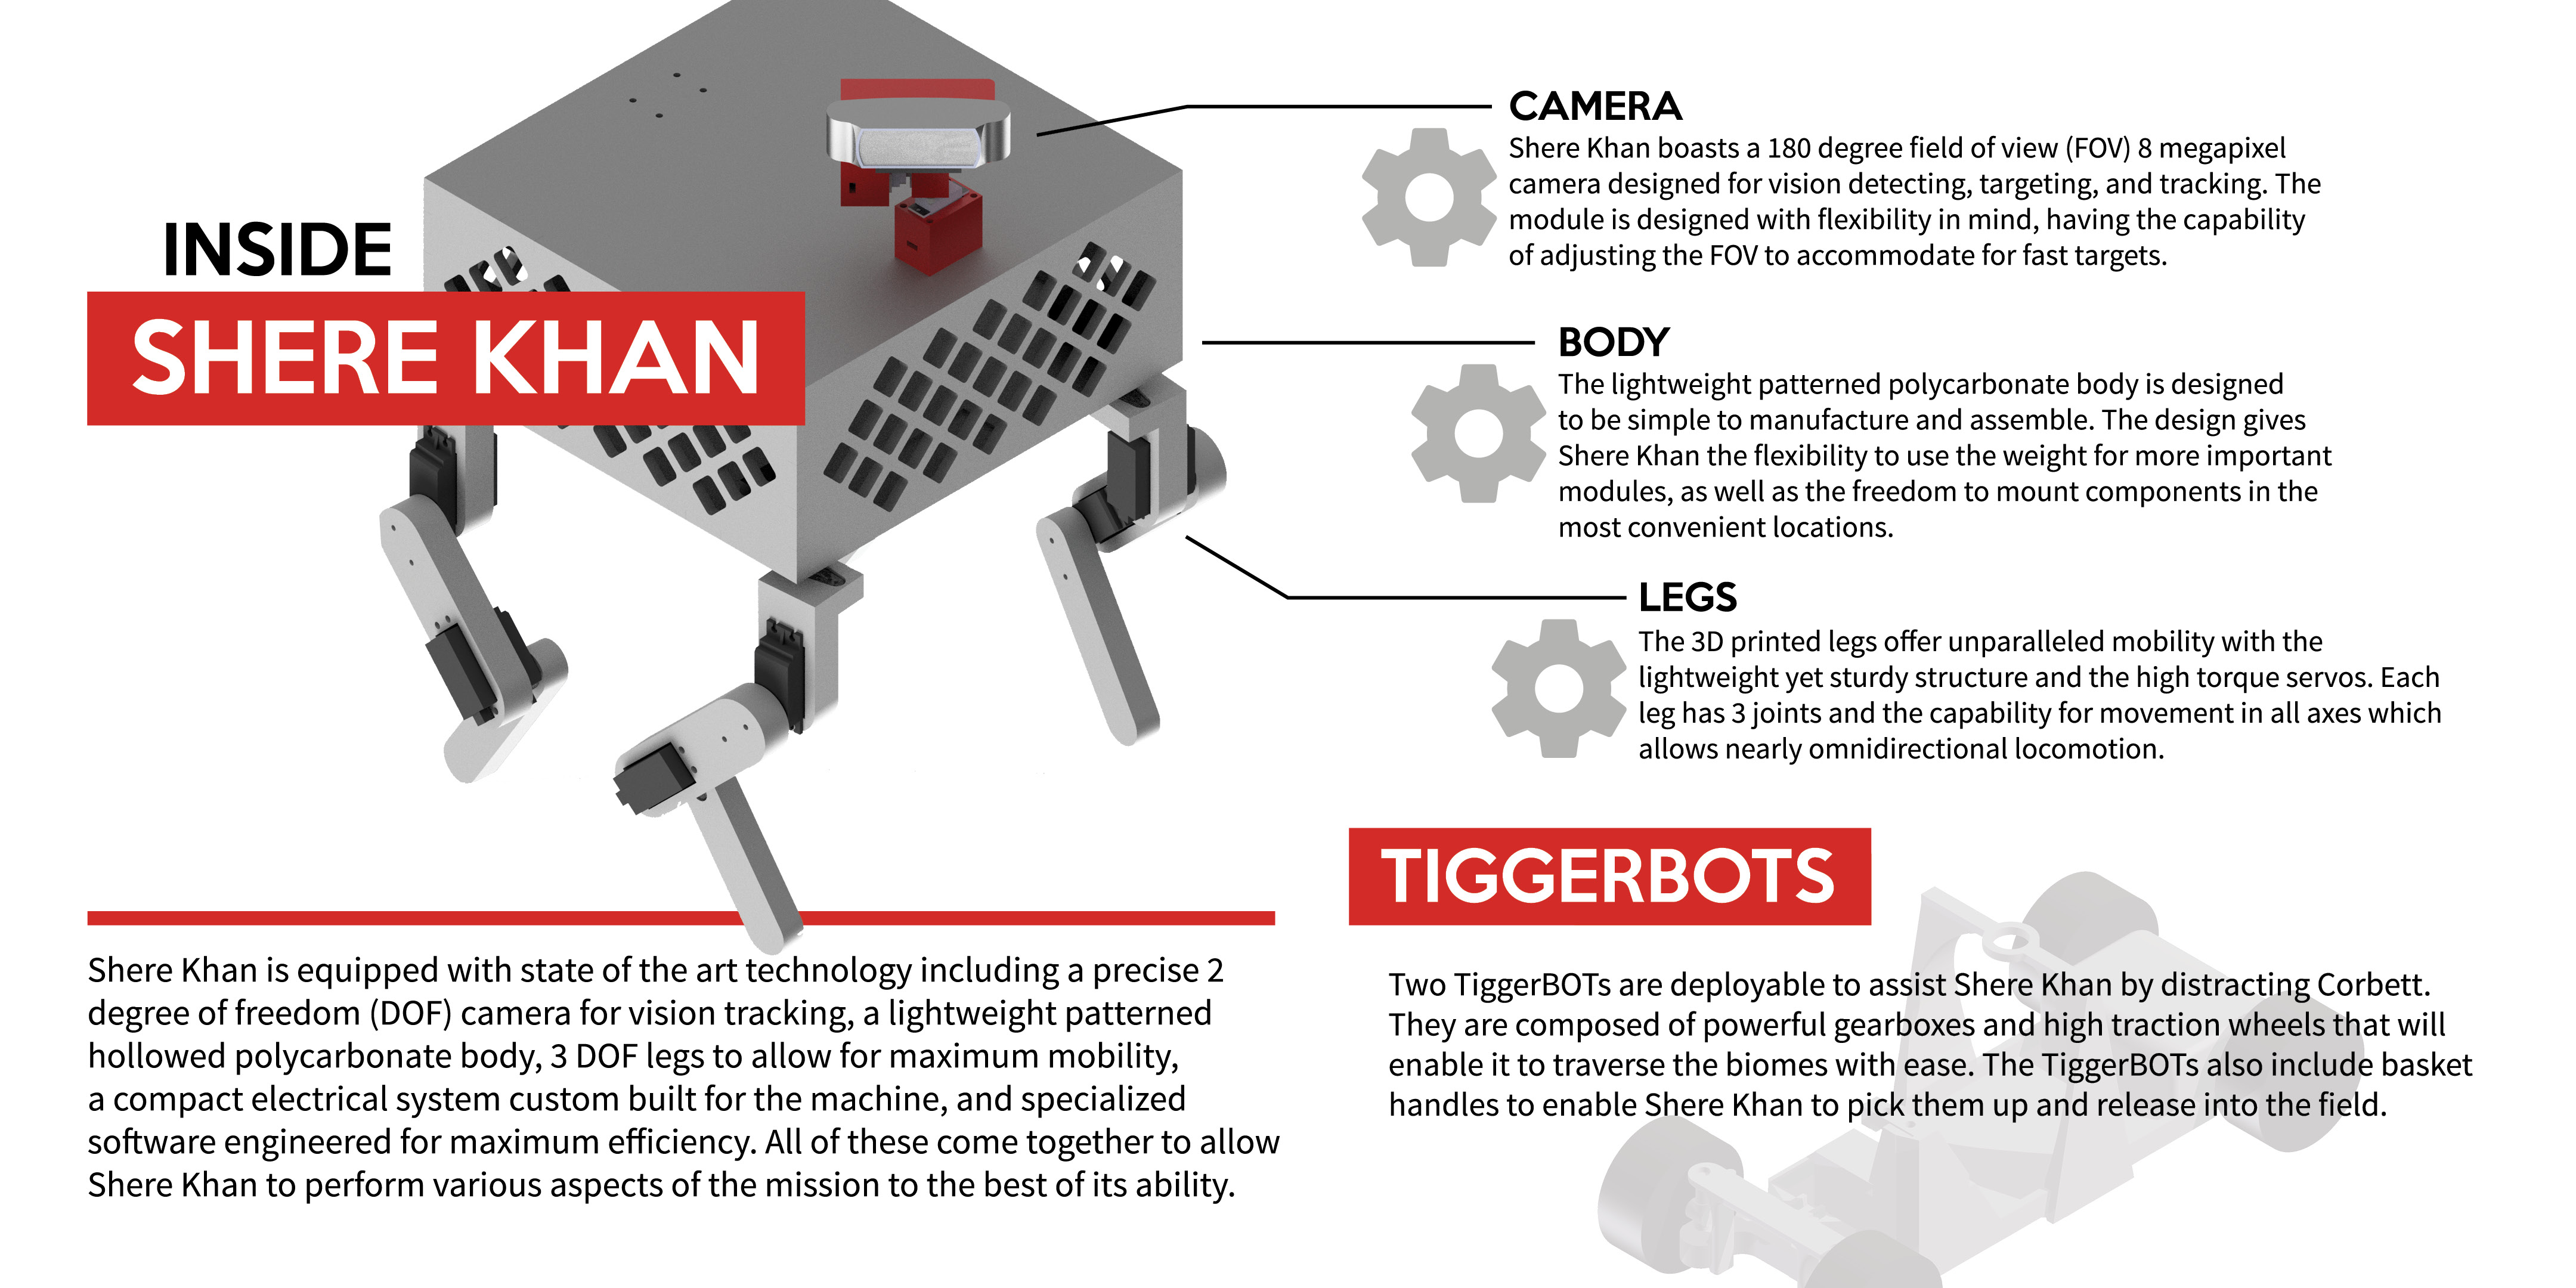 INSIDE
SHERE KHAN
CAMERA
Shere Khan boasts a 180 degree field of view (FOV) 8 megapixel
camera designed for vision detecting, targeting, and tracking. The
module is designed with flexibility in mind, having the capability
of adjusting the FOV to accommodate for fast targets.
BODY
The lightweight patterned polycarbonate body is designed
to be simple to manufacture and assemble. The design gives
Shere Khan the flexibility to use the weight for more important
modules, as well as the freedom to mount components in the
most convenient locations.
LEGS
The 3D printed legs offer unparalleled mobility with the
lightweight yet sturdy structure and the high torque servos. Each
leg has 3 joints and the capability for movement in all axes which
allows nearly omnidirectional locomotion.
Shere Khan is equipped with state of the art technology including a precise 2
degree of freedom (DOF) camera for vision tracking, a lightweight patterned
hollowed polycarbonate body, 3 DOF legs to allow for maximum mobility,
a compact electrical system custom built for the machine, and specialized
software engineered for maximum efficiency. All of these come together to allow
Shere Khan to perform various aspects of the mission to the best of its ability.
TIGGERBOTS
Two TiggerBOTs are deployable to assist Shere Khan by distracting Corbett.
They are composed of powerful gearboxes and high traction wheels that will
enable it to traverse the biomes with ease. The TiggerBOTs also include basket
handles to enable Shere Khan to pick them up and release into the field.